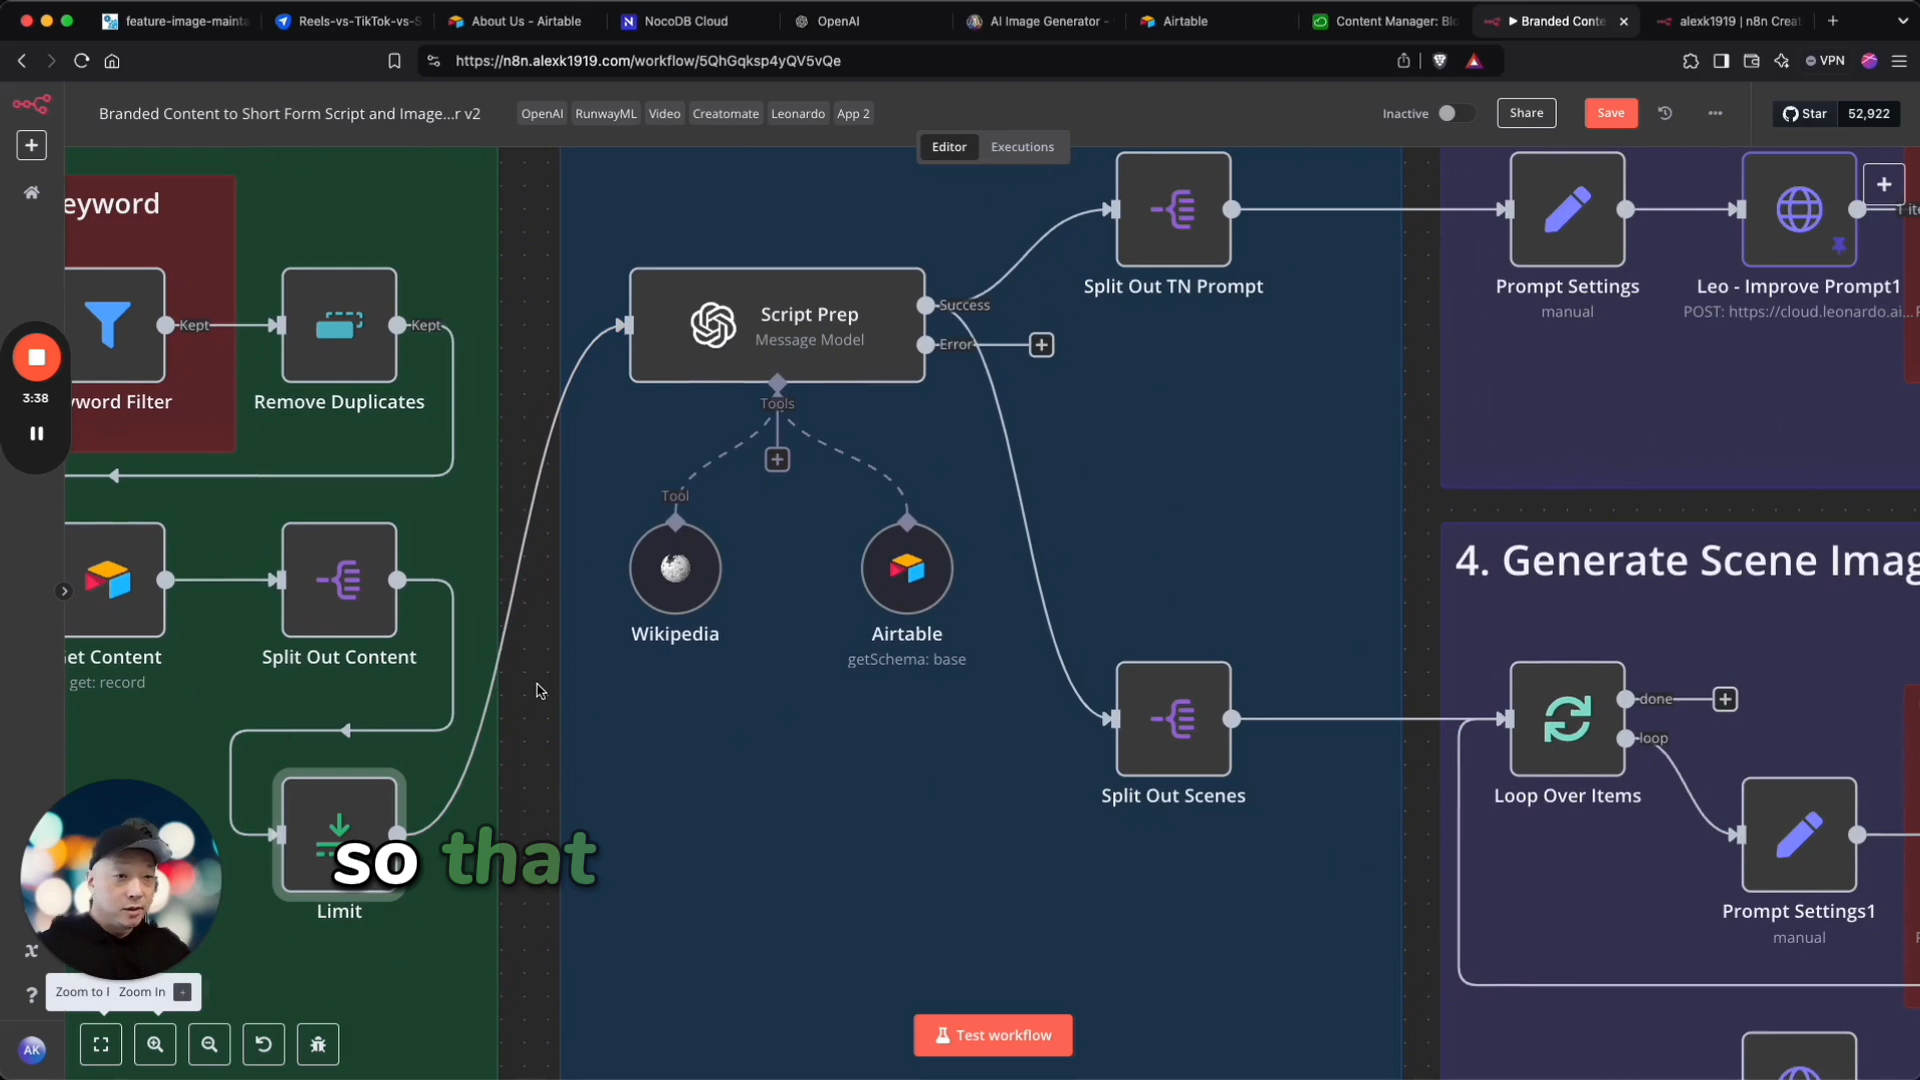 feature-image-mainta
Reels-vs-TikTok-vs-S
About Us - Airtable
NocoDB Cloud
OpenAI
AI Image Generator -
Airtable
Content Manager: Blo
▶ Branded Conte
alexk1919 | n8n Creat
https://n8n.alexk1919.com/workflow/5QhGqksp4yQV5vQe
VPN
Branded Content to Short Form Script and Image...r v2
OpenAI
RunwayML
Video
Creatomate
Leonardo
App 2
Inactive
Share
Save
Star
52,922
Editor
Executions
eyword
Kept
Kept
yword Filter
Remove Duplicates
Script Prep
Message Model
Success
Error
Tools
Tool
Wikipedia
Airtable
getSchema: base
Split Out TN Prompt
Prompt Settings
manual
Leo - Improve Prompt1
POST: https://cloud.leonardo.ai...
1 ite
3:38
et Content
get: record
Split Out Content
Limit
so that
Split Out Scenes
4. Generate Scene Imag
done
loop
Loop Over Items
Prompt Settings1
manual
Zoom to
Zoom In
+
AK
Test workflow